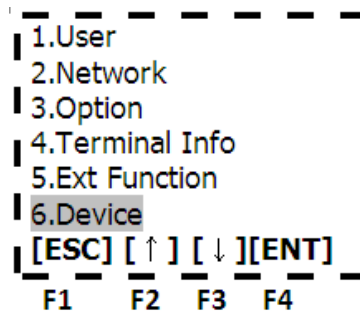 1.User
2.Network
3.Option
4.Terminal Info
5.Ext Function
6.Device
[ESC] [ ↑ ] [ ↓ ][ENT]
F1 F2 F3 F4